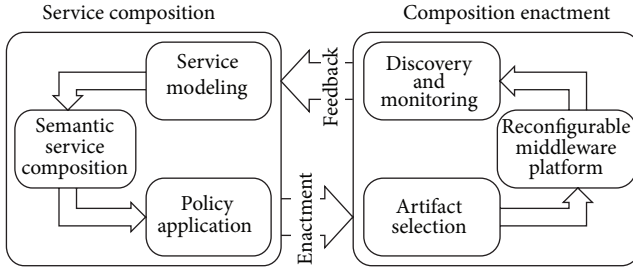 Service composition
Service
modeling
Semantic
service
composition
Policy
application
Feedback
Enactment
Composition enactment
Discovery and
monitoring
Reconfigurable
middleware
platform
Artifact
selection